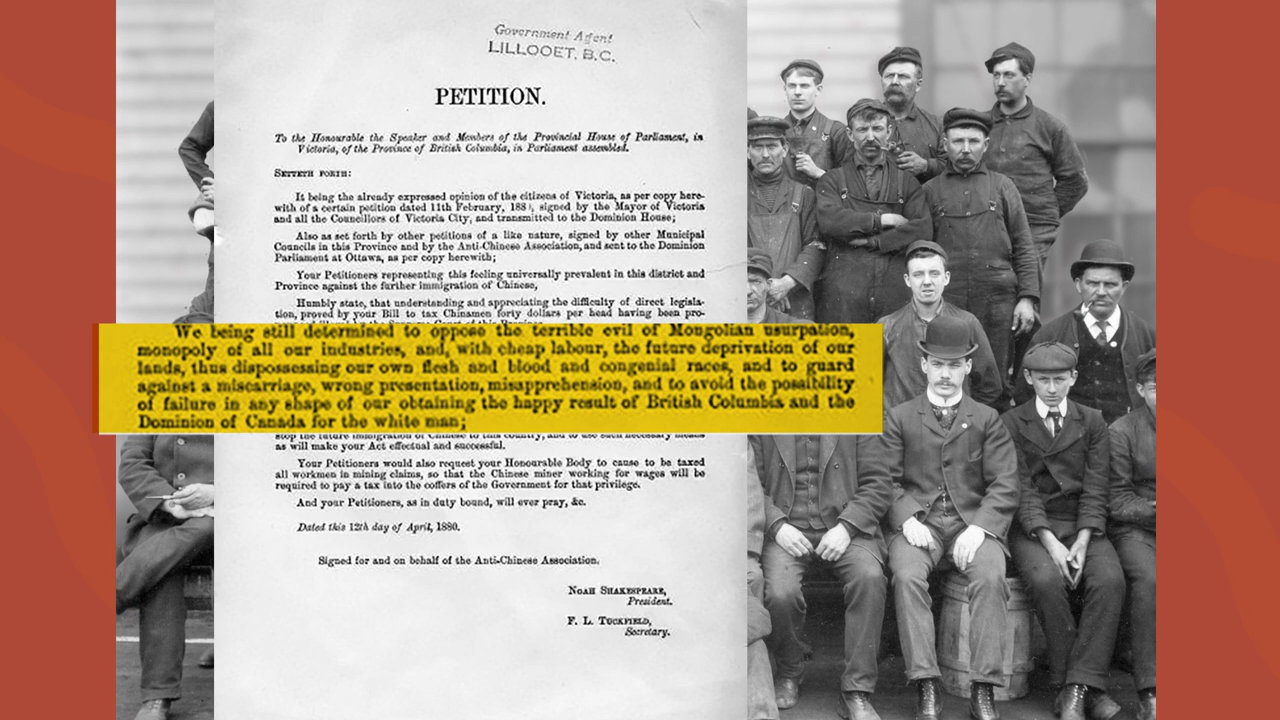 Government Agent
LILLOOET, B.C.
PETITION.
To the Honourable the Speaker and Members of the Provincial House of Parliament, in
Victoria, of the Province of British Columbia, in Parliament assembled.
SETTETH FORTH:
It being the already expressed opinion of the citizens of Victoria, as per copy here-
with of a certain petition dated 11th February, 188 , signed by the Mayor of Victoria
and all the Councillors of Victoria City, and transmitted to the Dominion House;
Also as set forth by other petitions of a like nature, signed by other Municipal
Councils in this Province and by the Anti-Chinese Association, and sent to the Dominion
Parliament at Ottawa, as per copy herewith;
Your Petitioners representing this feeling universally prevalent in this district and
Province against the further immigration of Chinese,
Humbly state, that understanding and appreciating the difficulty of direct legisla-
tion, proved by your Bill to tax Chinamen forty dollars per head having been pro-
We being still determined to oppose the terrible evil of Mongolian usurpation,
monopoly of all our industries, and, with cheap labour, the future deprivation of our
lands, thus dispossessing our own flesh and blood and congenial races, and to guard
against a miscarriage, wrong presentation, misapprehension, and to avoid the possibility
of failure in any shape of our obtaining the happy result of British Columbia and the
Dominion of Canada for the white man;
stop the future immigration of Chinese to this country, and to use such necessary means
as will make your Act effectual and successful.
Your Petitioners would also request your Honourable Body to cause to be taxed
all workmen in mining claims, so that the Chinese miner working for wages will be
required to pay a tax into the coffers of the Government for that privilege.
And your Petitioners, as in duty bound, will ever pray, &c.
Dated this 12th day of April, 1880.
Signed for and on behalf of the Anti-Chinese Association.
NOAH SHAKESPEARE,
President.
F. L. TUCKFIELD,
Secretary.